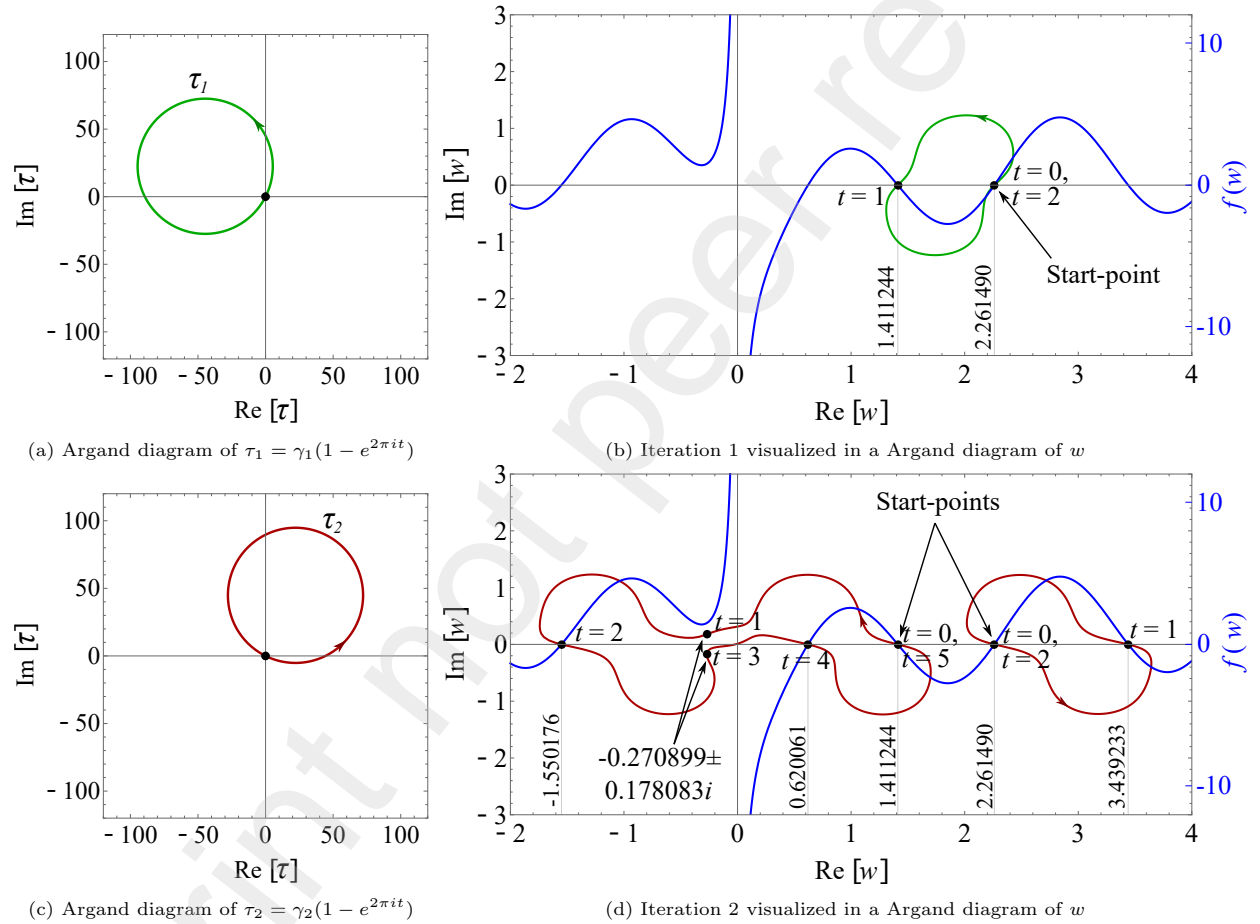 100
50
0
- 50
- 100
Im [τ]
τ1
- 100
- 50
0
50
100
Re [τ]
(a) Argand diagram of τ₁ = γ₁(1 − e^{2πit})
3
2
1
0
- 1
- 2
- 3
Im [w]
10
0
-10
f (w)
t = 1
t = 0,
t = 2
Start-point
1.411244
2.261490
- 2
- 1
0
1
2
3
4
Re [w]
(b) Iteration 1 visualized in a Argand diagram of w
100
50
0
- 50
- 100
Im [τ]
τ2
- 100
- 50
0
50
100
Re [τ]
(c) Argand diagram of τ₂ = γ₂(1 − e^{2πit})
3
2
1
0
- 1
- 2
- 3
Im [w]
10
0
-10
f (w)
Start-points
t = 2
t = 1
t = 3
t = 4
t = 0,
t = 5
t = 0,
t = 2
t = 1
-0.270899±
0.178083i
-1.550176
0.620061
1.411244
2.261490
3.439233
- 2
- 1
0
1
2
3
4
Re [w]
(d) Iteration 2 visualized in a Argand diagram of w
rint not peer re